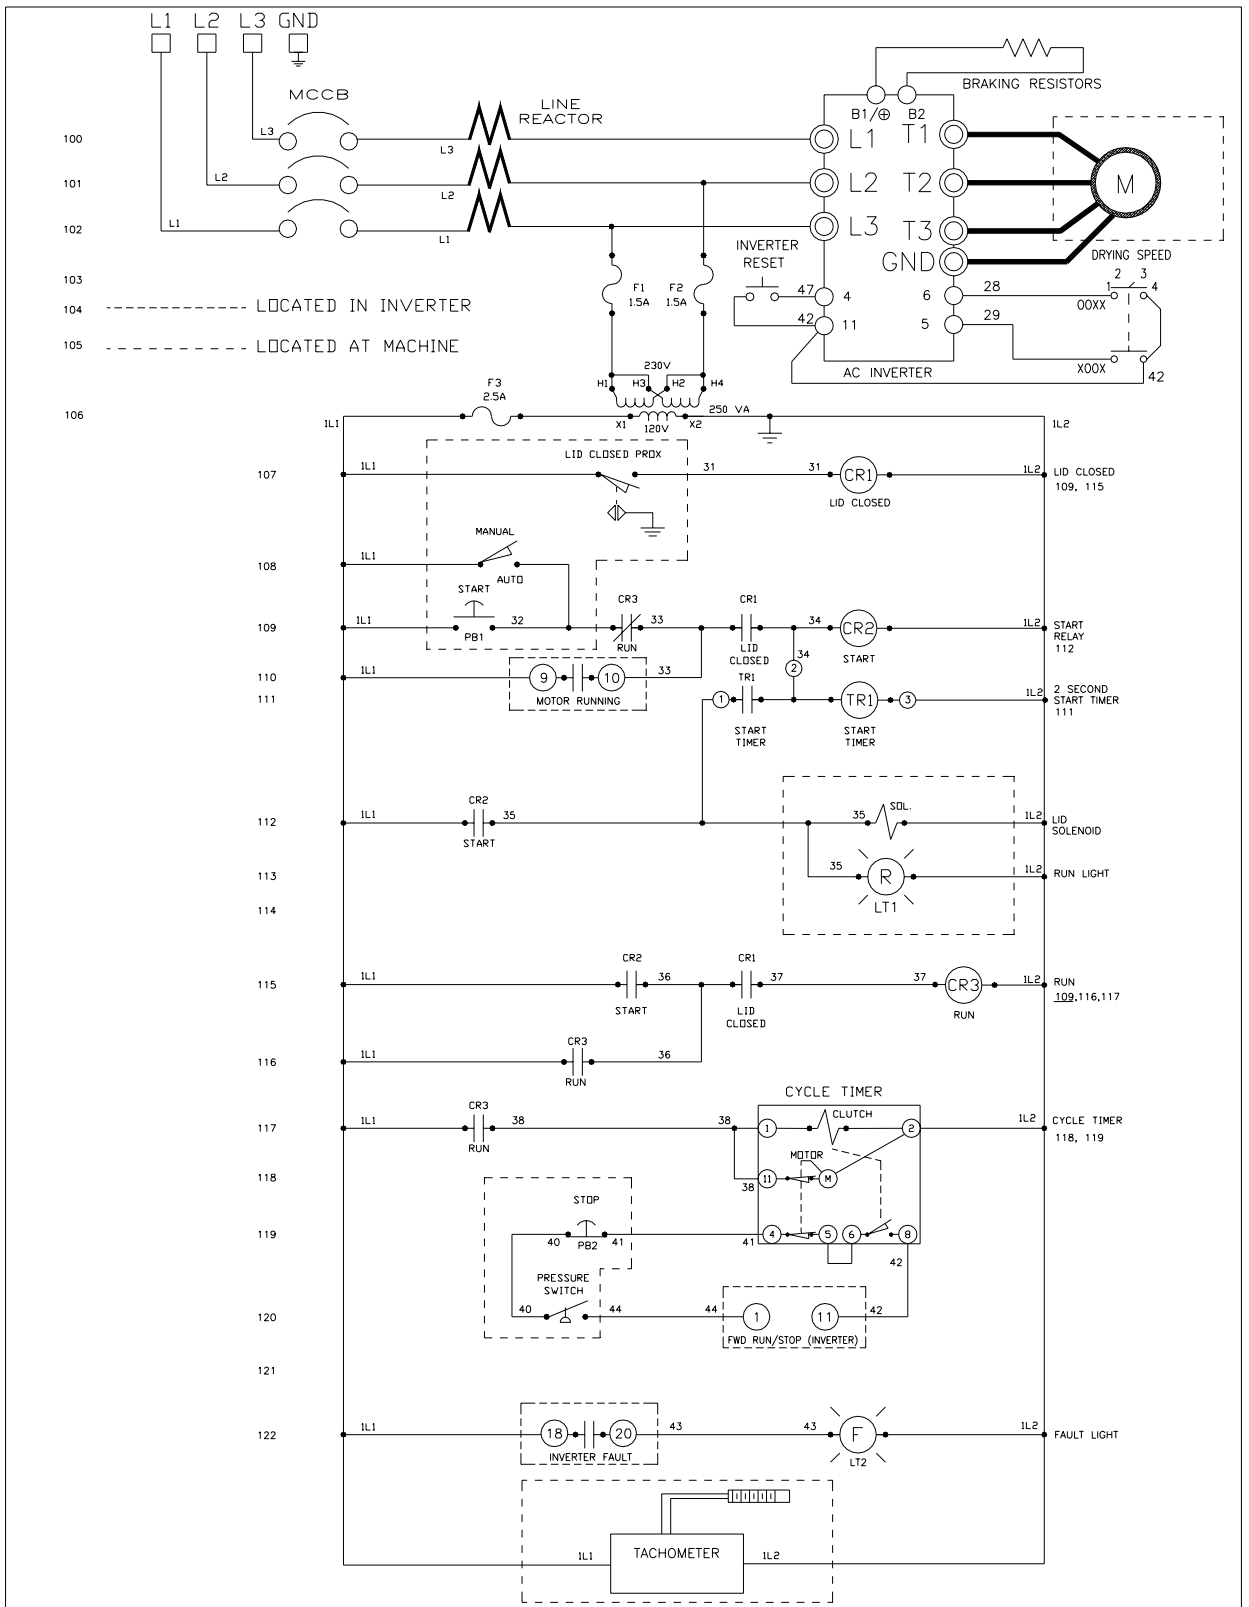 L1 L2 L3 GND
MCCB
LINE
REACTOR
BRAKING RESISTORS
B1/⊕ B2
100
L3
L3
L1
T1
101
L2
L2
L2
T2
M
102
L1
L1
L3
T3
GND
DRYING SPEED
INVERTER
RESET
103
F1
1.5A
F2
1.5A
47
4
6
28
1 2 3 4
OOXX
104
LOCATED IN INVERTER
42
11
5
29
105
LOCATED AT MACHINE
XOOX
42
AC INVERTER
230V
H1 H3 H2 H4
F3
2.5A
106
1L1
X1
120V
X2
250 VA
1L2
LID CLOSED PROX
107
1L1
31
31
CR1
LID CLOSED
1L2
LID CLOSED
109, 115
MANUAL
108
1L1
AUTO
START
109
1L1
PB1
32
CR3
RUN
33
CR1
LID
CLOSED
34
CR2
START
1L2
START
RELAY
112
110
1L1
9
10
33
MOTOR RUNNING
34
2
111
1
TR1
START
TIMER
TR1
START
TIMER
3
1L2
2 SECOND
START TIMER
111
112
1L1
CR2
START
35
35
SOL.
1L2
LID
SOLENOID
113
35
R
LT1
1L2
RUN LIGHT
114
115
1L1
CR2
START
36
CR1
LID
CLOSED
37
37
CR3
RUN
1L2
RUN
109,116,117
116
1L1
CR3
RUN
36
CYCLE TIMER
117
1L1
CR3
RUN
38
38
1
CLUTCH
2
1L2
CYCLE TIMER
118, 119
118
38
11
MOTOR
M
STOP
119
40
PB2
41
41
4
5
6
8
42
PRESSURE
SWITCH
120
40
44
44
1
11
42
FWD RUN/STOP (INVERTER)
121
122
1L1
18
20
INVERTER FAULT
43
43
F
LT2
1L2
FAULT LIGHT
1L1
TACHOMETER
1L2